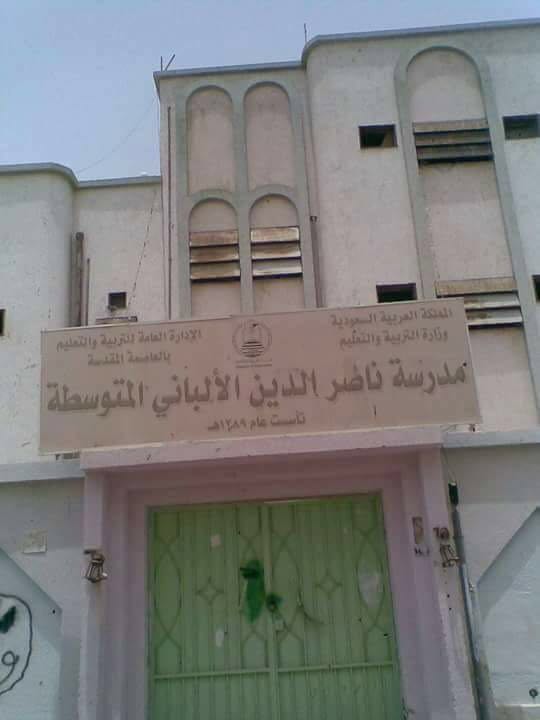 المملكة العربية السعودية
وزارة التربية والتعليم
الإدارة العامة للتربية والتعليم
بالعاصمة المقدسة
مدرسة ناصر الدين الألباني المتوسطة
تأسست عام ١٣٨٩هـ